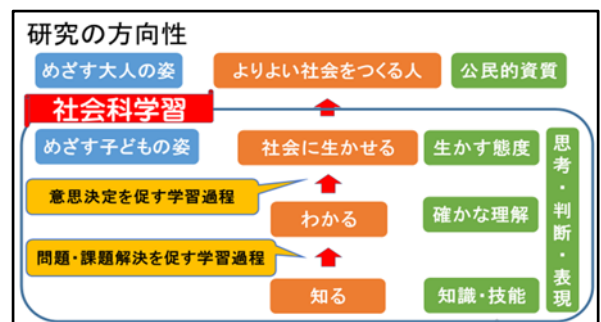 研究の方向性
めざす大人の姿
よりよい社会をつくる人
公民的資質
社会科学習
めざす子どもの姿
社会に生かせる
生かす態度
思考・判断・表現
意思決定を促す学習過程
わかる
確かな理解
問題・課題解決を促す学習過程
知る
知識・技能